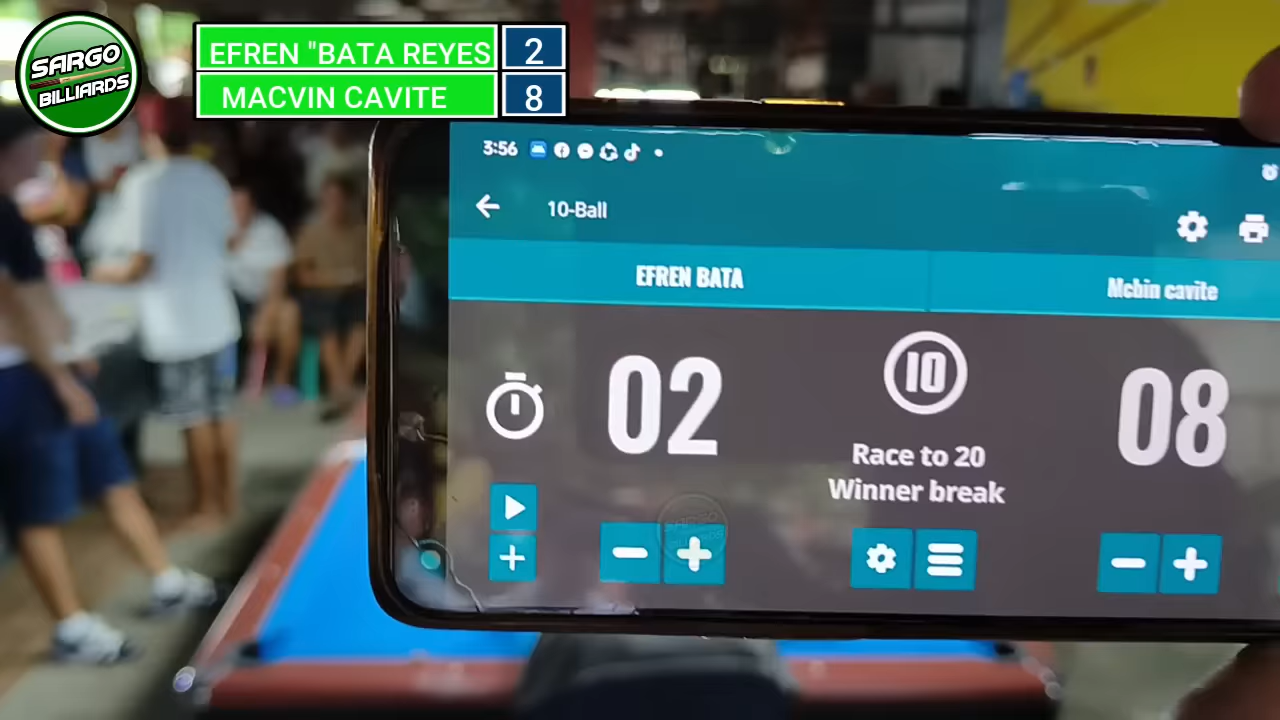 SARGO
BILLIARDS
EFREN "BATA REYES 2
MACVIN CAVITE 8
3:56
10-Ball
EFREN BATA
Mcbin cavite
02
10
08
Race to 20
Winner break